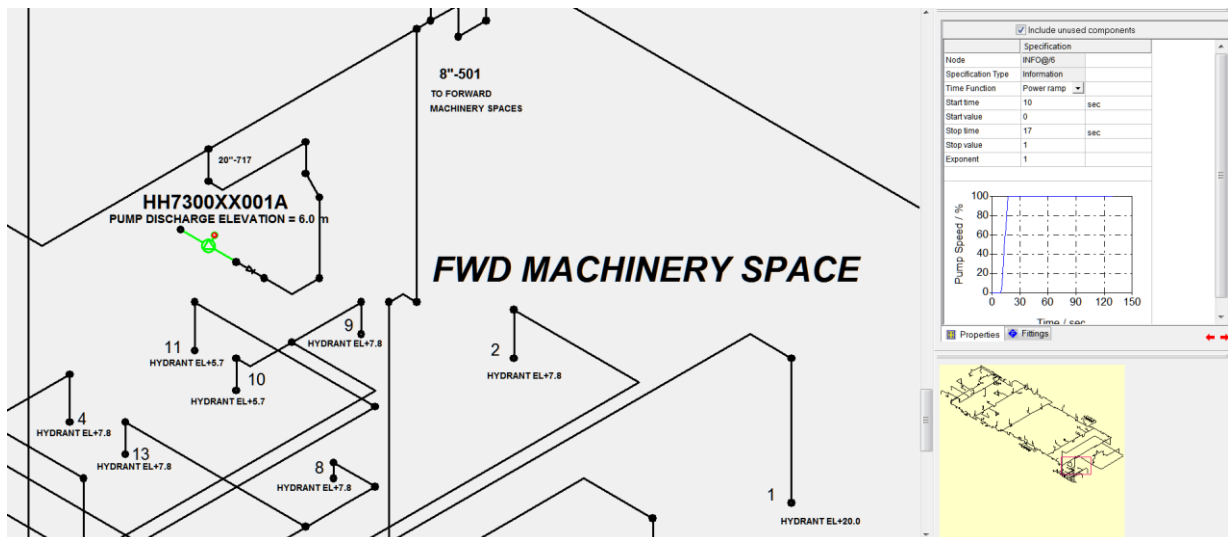 8"-501
TO FORWARD
MACHINERY SPACES
20"-717
HH7300XX001A
PUMP DISCHARGE ELEVATION = 6.0 m
FWD MACHINERY SPACE
11
HYDRANT EL+5.7
9
HYDRANT EL+7.8
10
HYDRANT EL+5.7
2
HYDRANT EL+7.8
4
HYDRANT EL+7.8
13
HYDRANT EL+7.8
8
HYDRANT EL+7.8
1
HYDRANT EL+20.0
Include unused components
Specification
Node INFO@/6
Specification Type Information
Time Function Power ramp
Start time 10 sec
Start value 0
Stop time 17 sec
Stop value 1
Exponent 1
Pump Speed / %
100
80
60
40
20
0
0 30 60 90 120 150
Time / sec
Properties Fittings